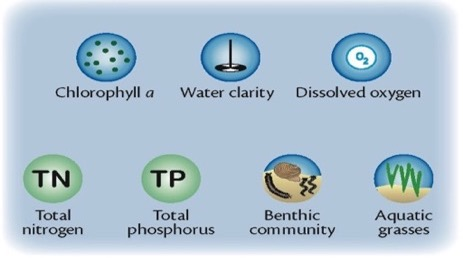 O2
Chlorophyll a Water clarity Dissolved oxygen
TN TP
Total Total Benthic Aquatic
nitrogen phosphorus community grasses